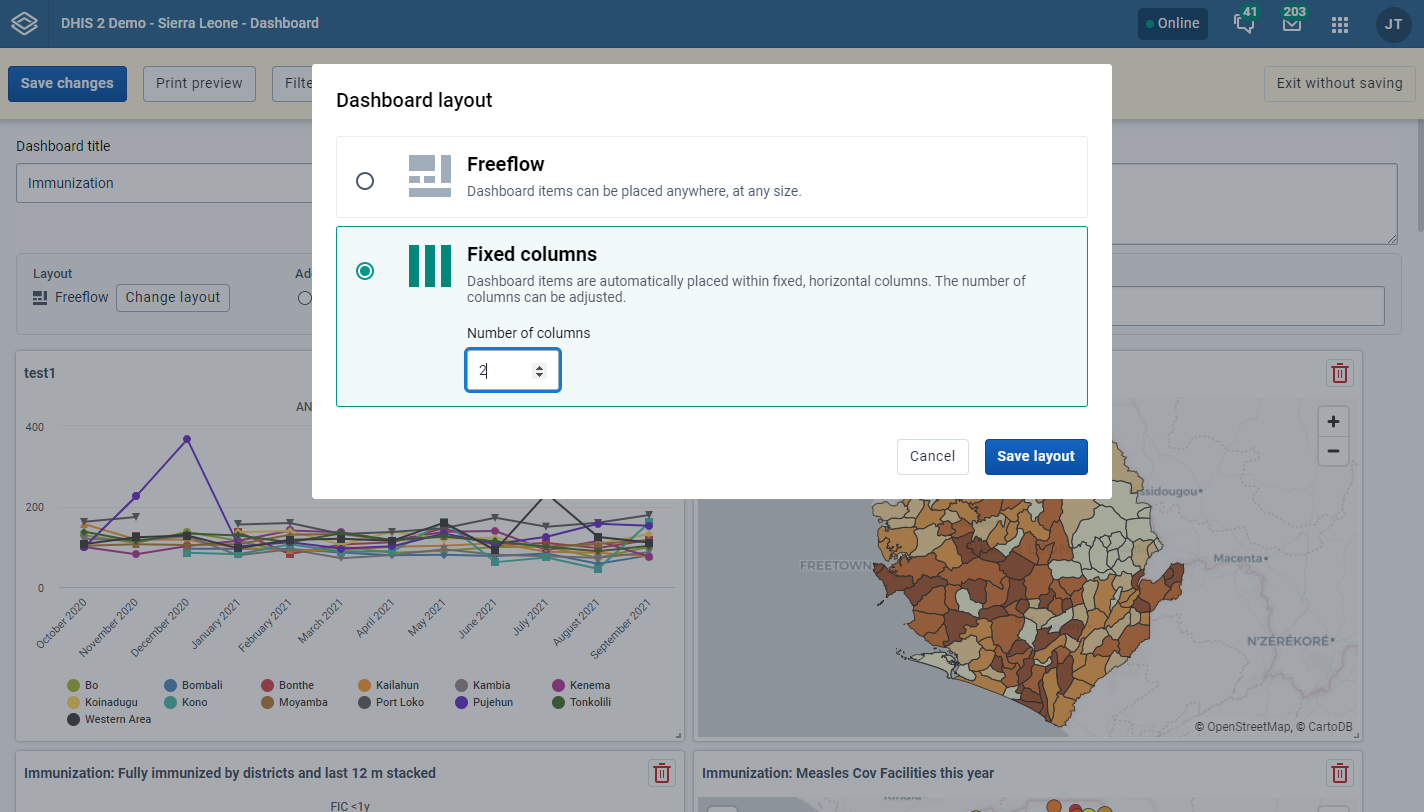 DHIS 2 Demo - Sierra Leone - Dashboard
Online
41
203
JT
Save changes
Print preview
Filte
Exit without saving
Dashboard layout
Freeflow
Dashboard items can be placed anywhere, at any size.
Fixed columns
Dashboard items are automatically placed within fixed, horizontal columns. The number of
columns can be adjusted.
Number of columns
2
Cancel
Save layout
Dashboard title
Immunization
Layout
Freeflow
Change layout
Ad
test1
AN
400
200
0
October 2020
November 2020
December 2020
January 2021
February 2021
March 2021
April 2021
May 2021
June 2021
July 2021
August 2021
September 2021
Bo
Bombali
Bonthe
Kailahun
Kambia
Kenema
Koinadugu
Kono
Moyamba
Port Loko
Pujehun
Tonkolili
Western Area
+
−
ssidougou
Macenta
FREETOWN
N'ZÉRÉKORÉ
© OpenStreetMap, © CartoDB
Immunization: Fully immunized by districts and last 12 m stacked
FIC <1y
Immunization: Measles Cov Facilities this year